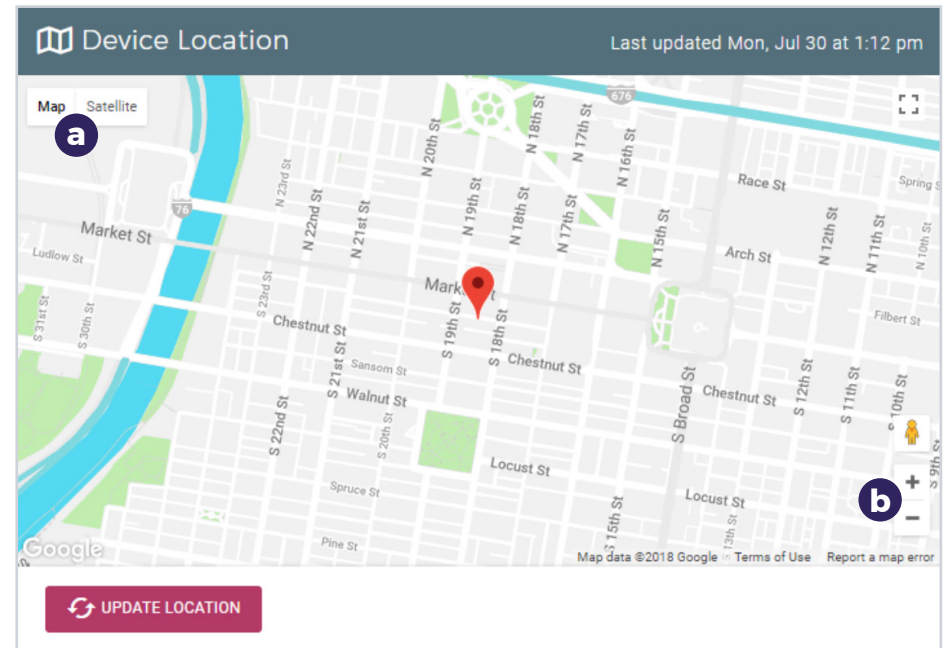 Device Location
Last updated Mon, Jul 30 at 1:12 pm
Map
Satellite
a
676
N 20th St
N 18th St
N 17th St
N 16th St
Race St
Spring S
N 23rd St
N 22nd St
N 21st St
N 19th St
N 18th St
N 17th St
N 15th St
N 12th St
N 11th St
N 10th St
76
Market St
Arch St
Ludlow St
S 31st St
S 30th St
S 23rd St
Chestnut St
Mark t
S 19th St
S 18th St
Filbert St
S 21st St
Sansom St
Chestnut St
Walnut St
S Broad St
Chestnut St
S 12th St
S 11th St
S 10th St
S 22nd St
S 20th St
Locust St
S 9th St
Spruce St
Locust St
b
S 15th St
S 13th St
Pine St
Google
Map data ©2018 Google
Terms of Use
Report a map error
UPDATE LOCATION